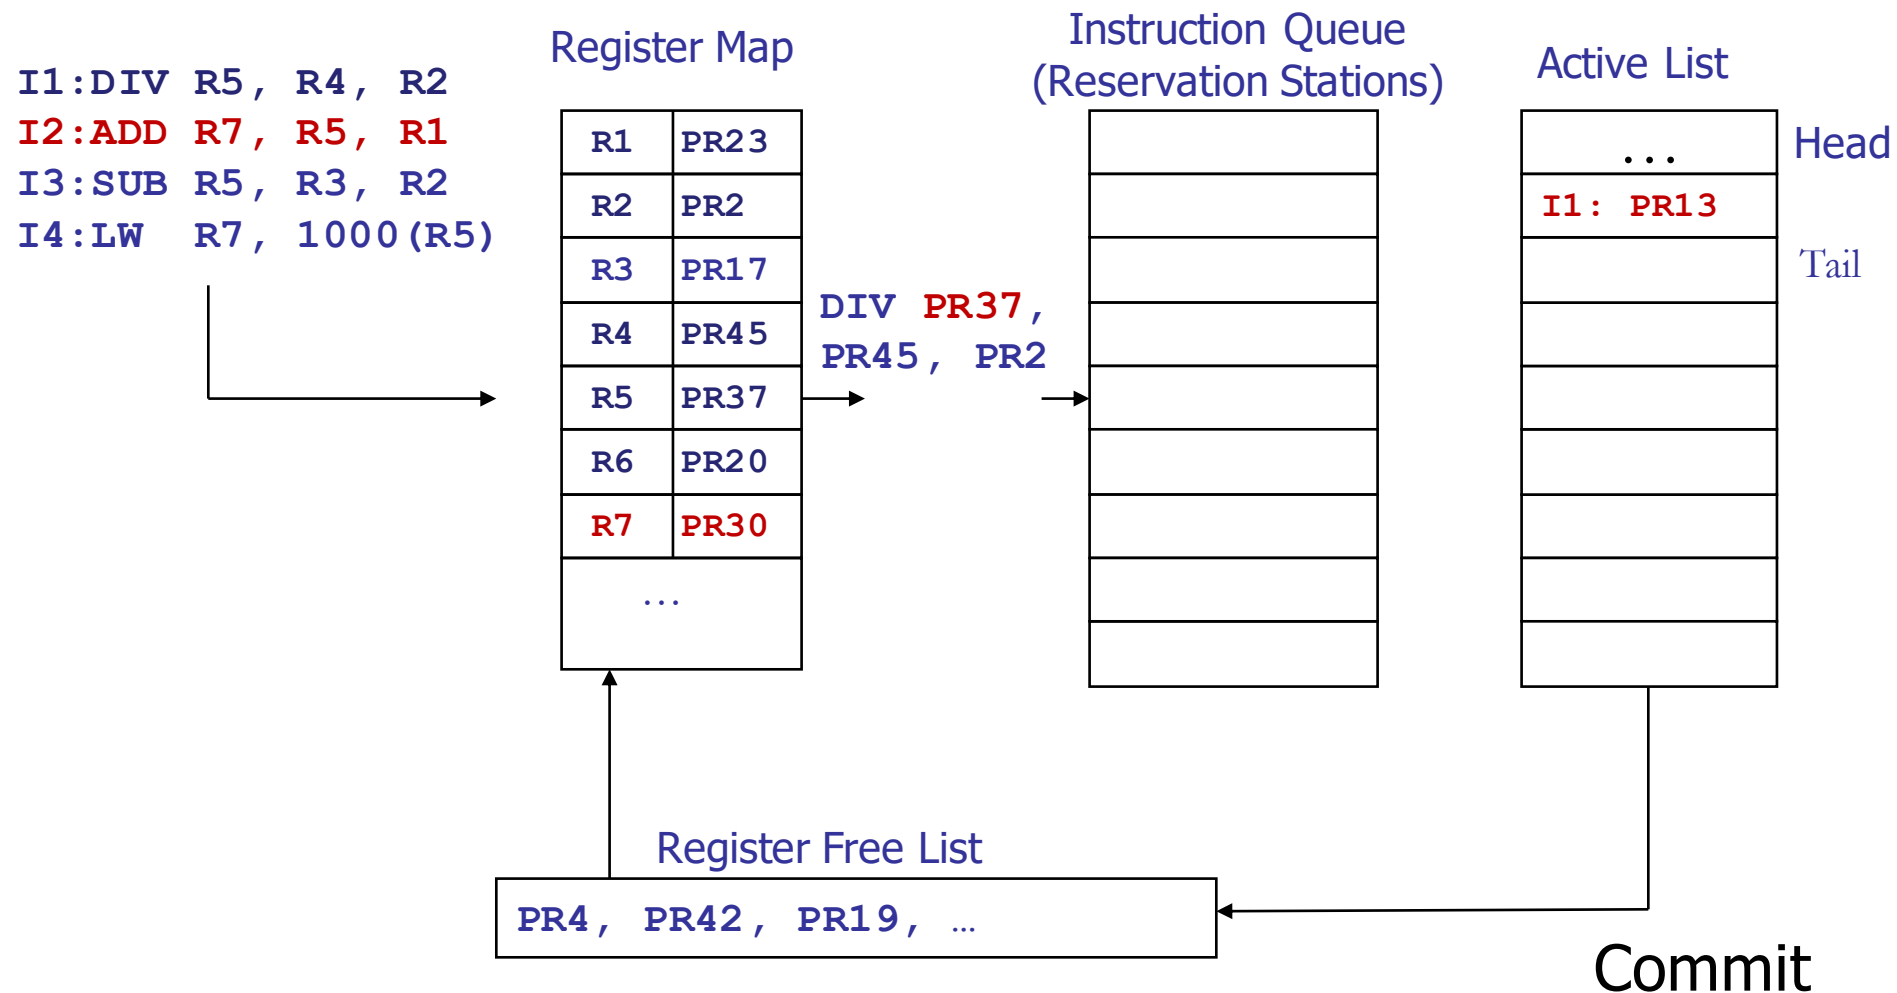 I1:DIV R5, R4, R2
I2:ADD R7, R5, R1
I3:SUB R5, R3, R2
I4:LW R7, 1000(R5)
Register Map
R1 PR23
R2 PR2
R3 PR17
R4 PR45
R5 PR37
R6 PR20
R7 PR30
...
DIV PR37,
PR45, PR2
Instruction Queue
(Reservation Stations)
Active List
...
Head
I1: PR13
Tail
Register Free List
PR4, PR42, PR19, …
Commit